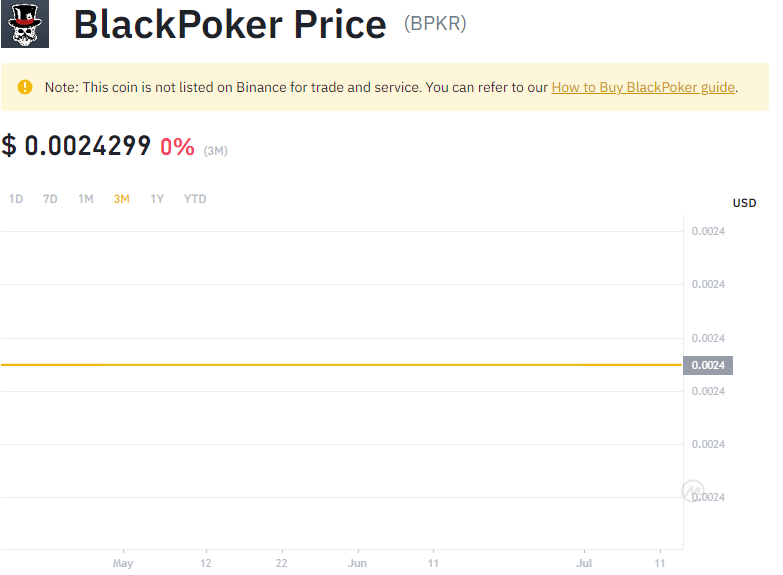 BlackPoker Price (BPKR)
Note: This coin is not listed on Binance for trade and service. You can refer to our How to Buy BlackPoker guide.
$ 0.0024299 0% (3M)
1D 7D 1M 3M 1Y YTD
USD
0.0024
0.0024
0.0024
0.0024
0.0024
0.0024
0.0024
May 12 22 Jun 11 Jul 11